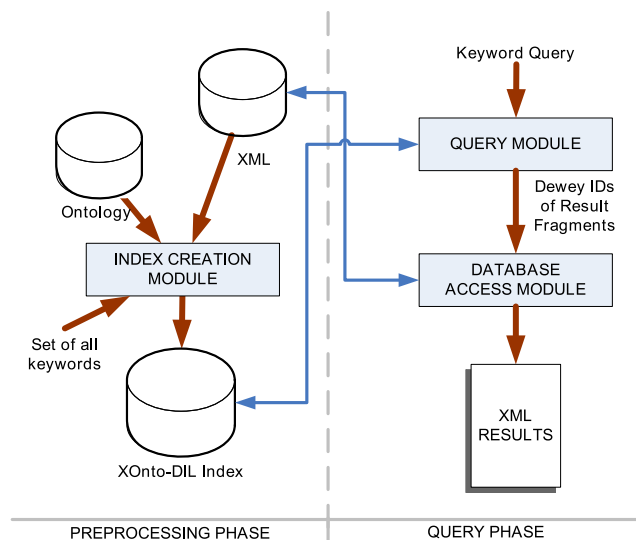 Keyword Query
XML
QUERY MODULE
Ontology
Dewey IDs
of Result
Fragments
INDEX CREATION
MODULE
DATABASE
ACCESS MODULE
Set of all
keywords
XML
RESULTS
XOnto-DIL Index
PREPROCESSING PHASE
QUERY PHASE